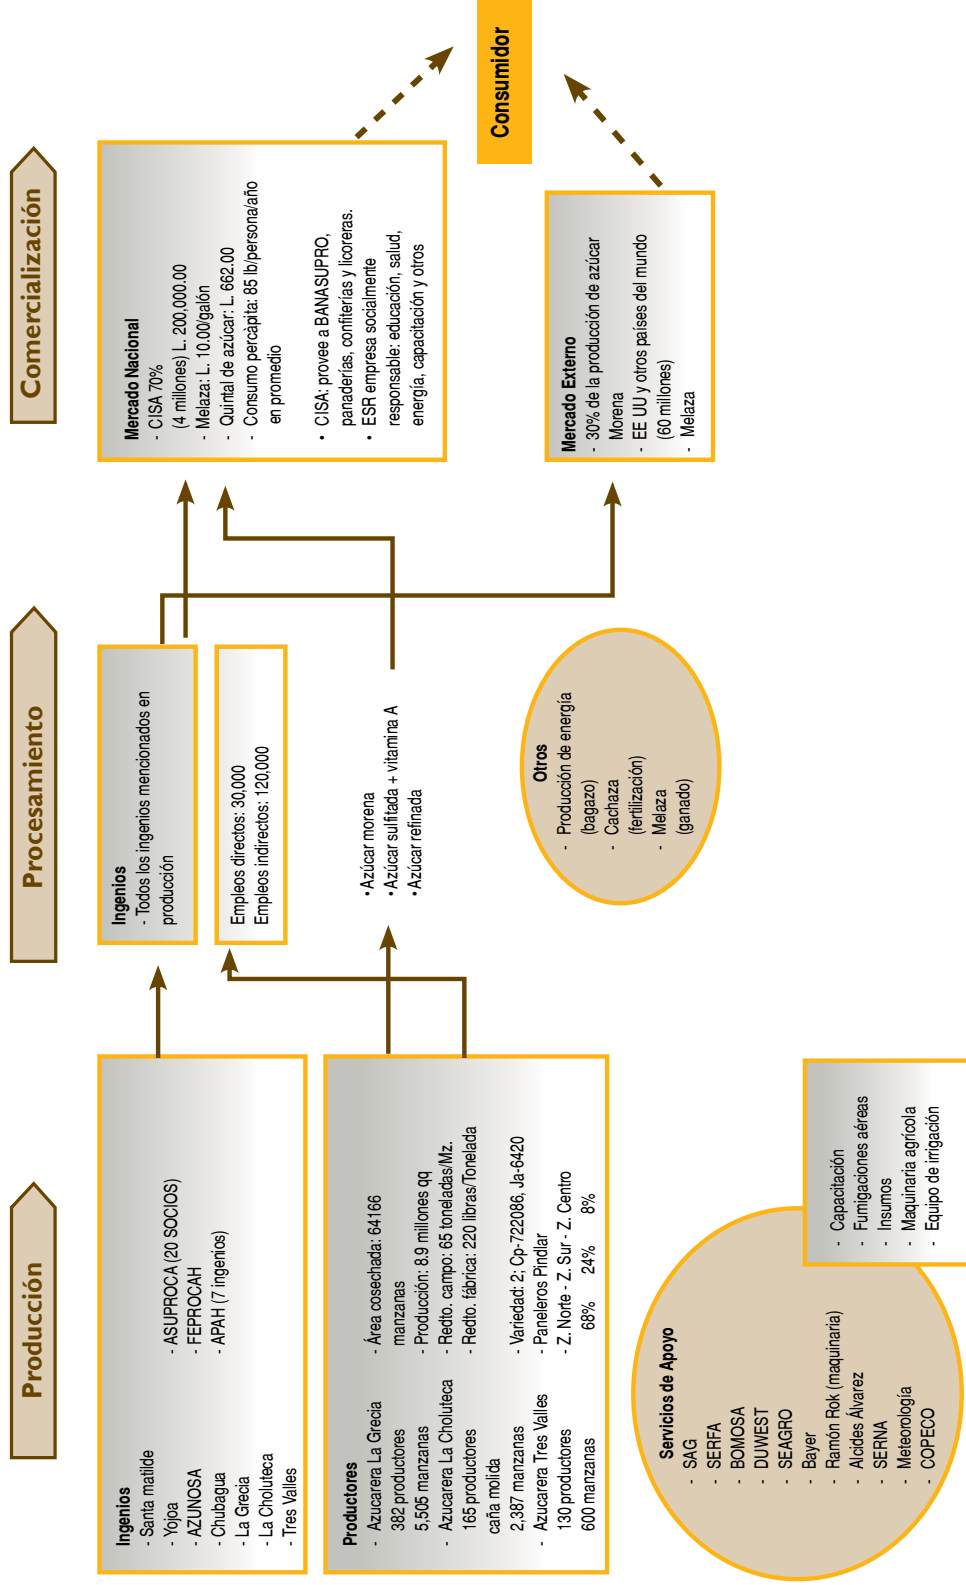 Producción
Procesamiento
Comercialización
Ingenios
- Santa matilde
- Yojoa
- AZUNOSA
- Chubagua
- La Grecia
- La Choluteca
- Tres Valles
- ASUPROCA (20 SOCIOS)
- FEPROCAH
- APAH (7 ingenios)
Productores
- Azucarera La Grecia
382 productores
5,505 manzanas
- Azucarera La Choluteca
165 productores
caña molida
2,387 manzanas
- Azucarera Tres Valles
130 productores
600 manzanas
- Área cosechada: 64166
manzanas
- Producción: 8.9 millones qq
- Redto. campo: 65 toneladas/Mz.
- Redto. fábrica: 220 libras/Tonelada
- Variedad: 2; Cp-722086, Ja-6420
- Paneleros Pindlar
- Z. Norte - Z. Sur - Z. Centro
68% 24% 8%
Servicios de Apoyo
- SAG
- SERFA
- BOMOSA
- DUWEST
- SEAGRO
- Bayer
- Ramón Rok (maquinaria)
- Alcides Álvarez
- SERNA
- Meteorología
- COPECO
- Capacitación
- Fumigaciones aéreas
- Insumos
- Maquinaria agrícola
- Equipo de irrigación
Ingenios
- Todos los ingenios mencionados en
producción
Empleos directos: 30,000
Empleos indirectos: 120,000
• Azúcar morena
• Azúcar sulfitada + vitamina A
• Azúcar refinada
Otros
- Producción de energía
(bagazo)
- Cachaza
(fertilización)
- Melaza
(ganado)
Mercado Nacional
- CISA 70%
(4 millones) L. 200,000.00
- Melaza: L. 10.00/galón
- Quintal de azúcar: L. 662.00
- Consumo percàpita: 85 lb/persona/año
en promedio
• CISA: provee a BANASUPRO,
panaderías, confiterías y licoreras.
• ESR empresa socialmente
responsable: educación, salud,
energía, capacitación y otros
Mercado Externo
- 30% de la producción de azúcar
Morena
- EE UU y otros países del mundo
(60 millones)
- Melaza
Consumidor